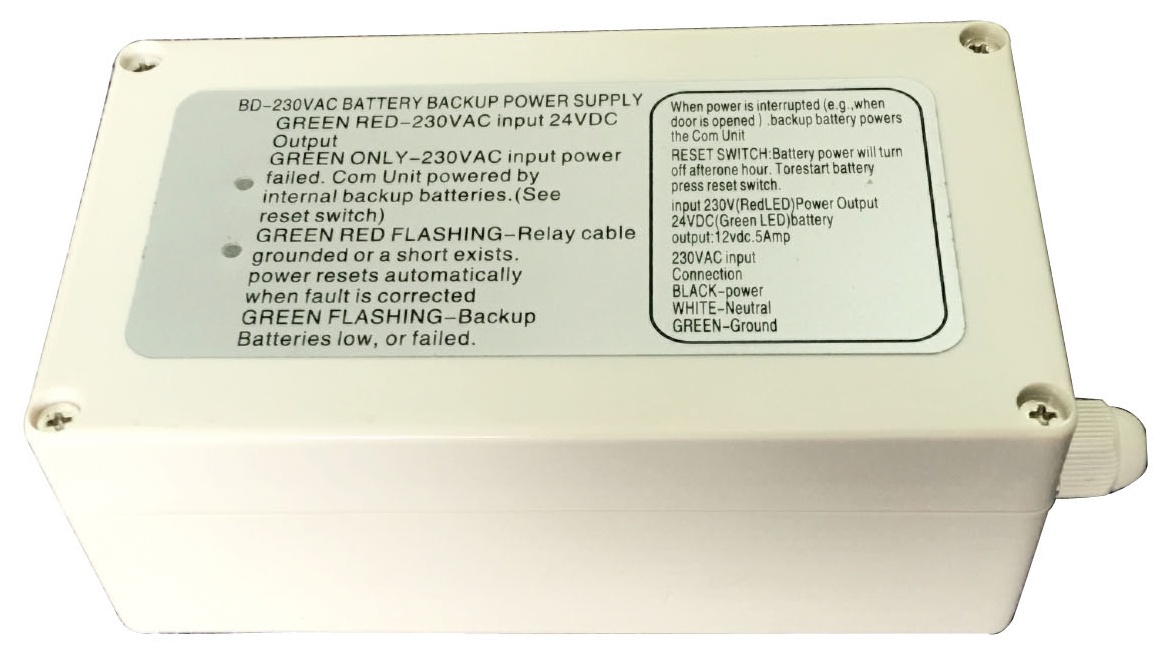 BD-230VAC BATTERY BACKUP POWER SUPPLY
GREEN RED-230VAC input 24VDC
Output
GREEN ONLY-230VAC input power
failed. Com Unit powered by
internal backup batteries.(See
reset switch)
GREEN RED FLASHING-Relay cable
grounded or a short exists.
power resets automatically
when fault is corrected
GREEN FLASHING-Backup
Batteries low, or failed.
When power is interrupted (e.g.,when
door is opened ) .backup battery powers
the Com Unit
RESET SWITCH:Battery power will turn
off afterone hour. Torestart battery
press reset switch.
input 230V(RedLED)Power Output
24VDC(Green LED)battery
output:12vdc.5Amp
230VAC input
Connection
BLACK-power
WHITE-Neutral
GREEN-Ground